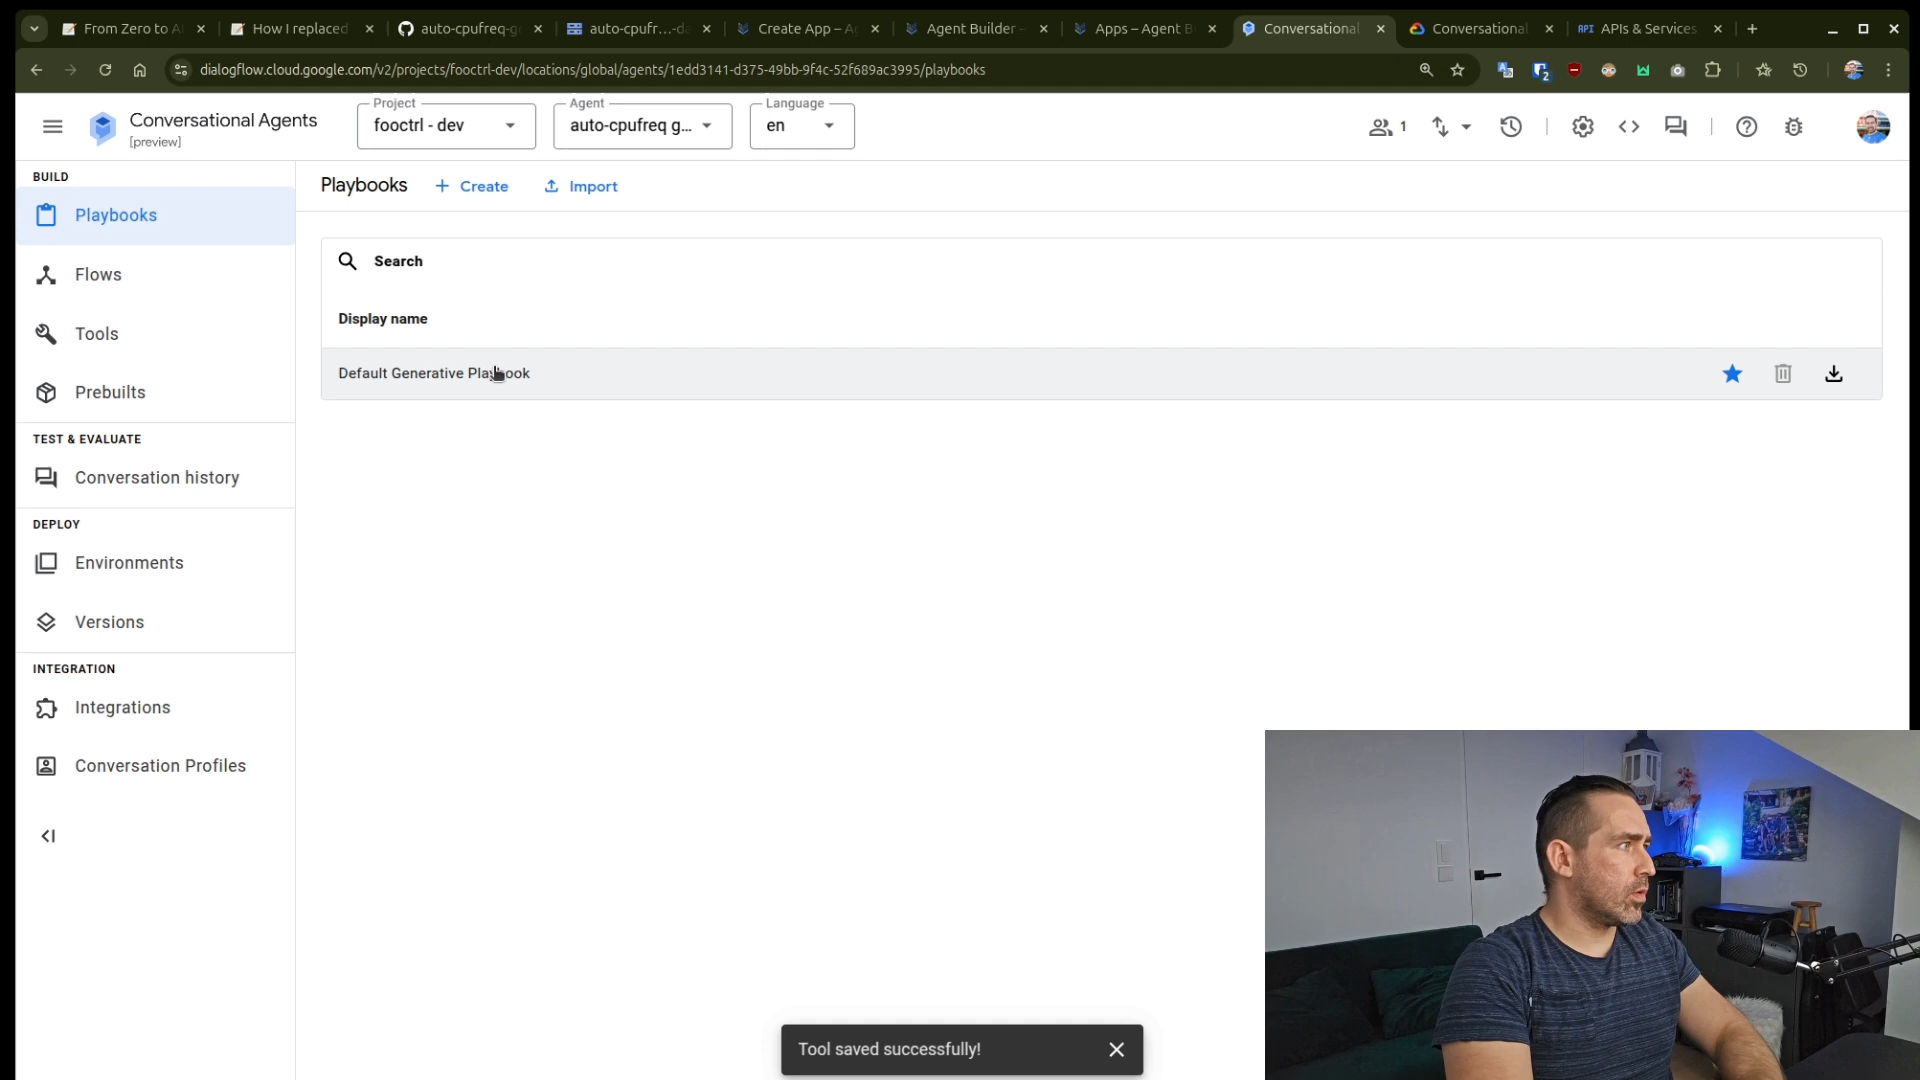 From Zero to A
How I replaced
auto-cpufreq-g
auto-cpufr...-d
Create App – A
Agent Builder –
Apps – Agent B
Conversational
Conversational
API APIs & Services
dialogflow.cloud.google.com/v2/projects/fooctrl-dev/locations/global/agents/1edd3141-d375-49bb-9f4c-52f689ac3995/playbooks
2
Conversational Agents
[preview]
Project
fooctrl - dev
Agent
auto-cpufreq g...
Language
en
1
BUILD
Playbooks
Flows
Tools
Prebuilts
TEST & EVALUATE
Conversation history
DEPLOY
Environments
Versions
INTEGRATION
Integrations
Conversation Profiles
Playbooks
Create
Import
Search
Display name
Default Generative Playbook
Tool saved successfully!